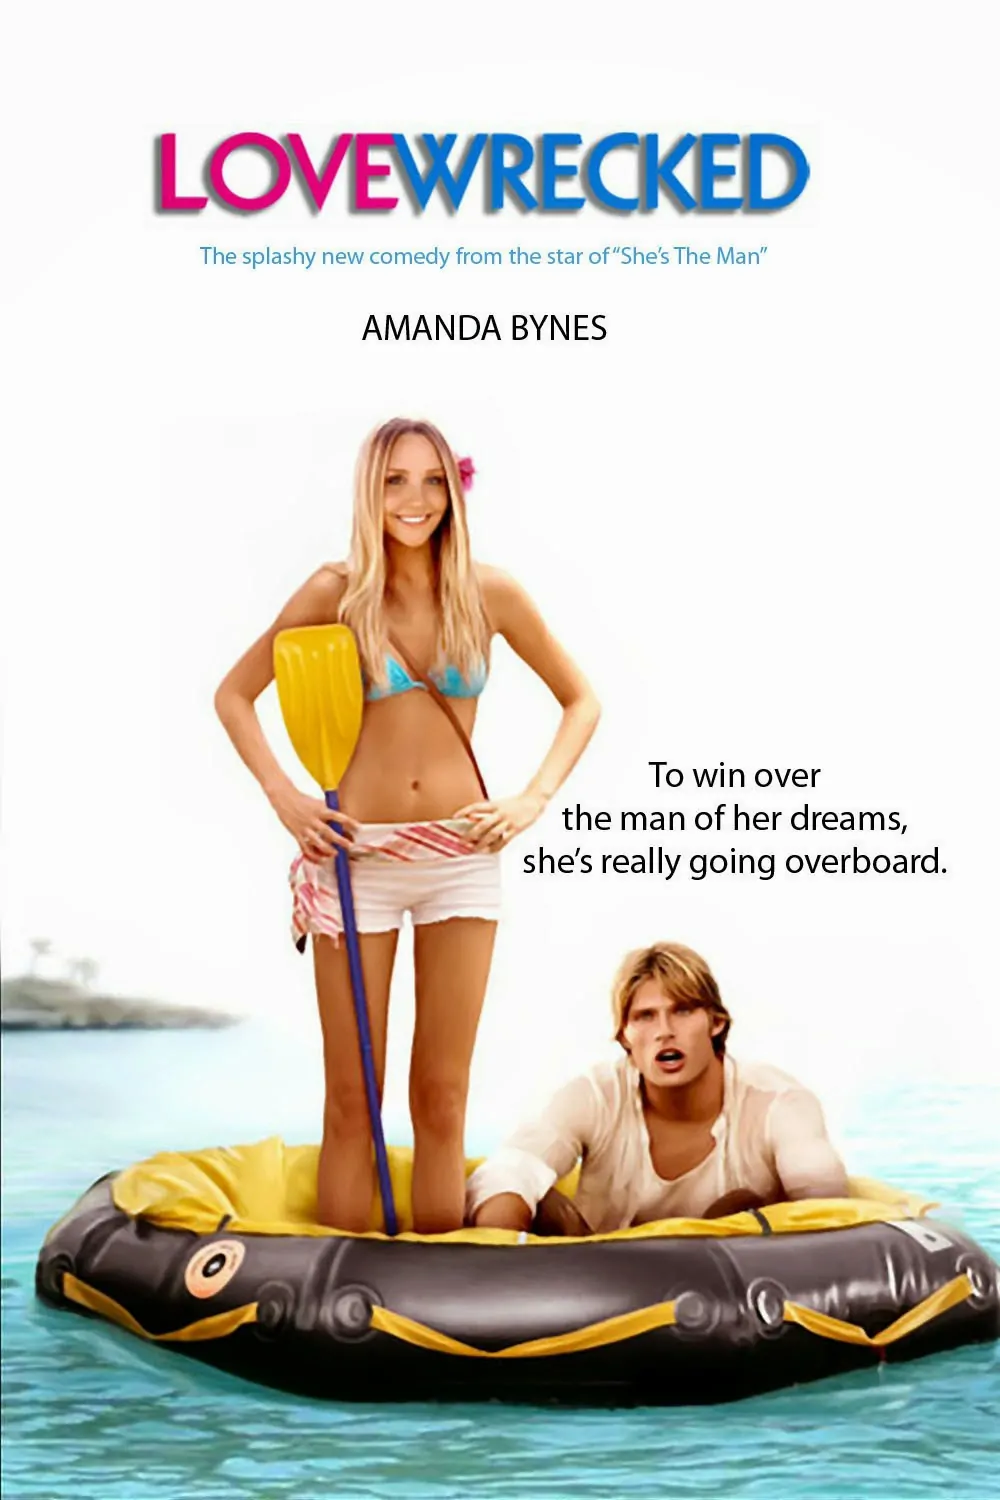 LOVEWRECKED
The splashy new comedy from the star of “She’s The Man”
AMANDA BYNES
To win over
the man of her dreams,
she’s really going overboard.